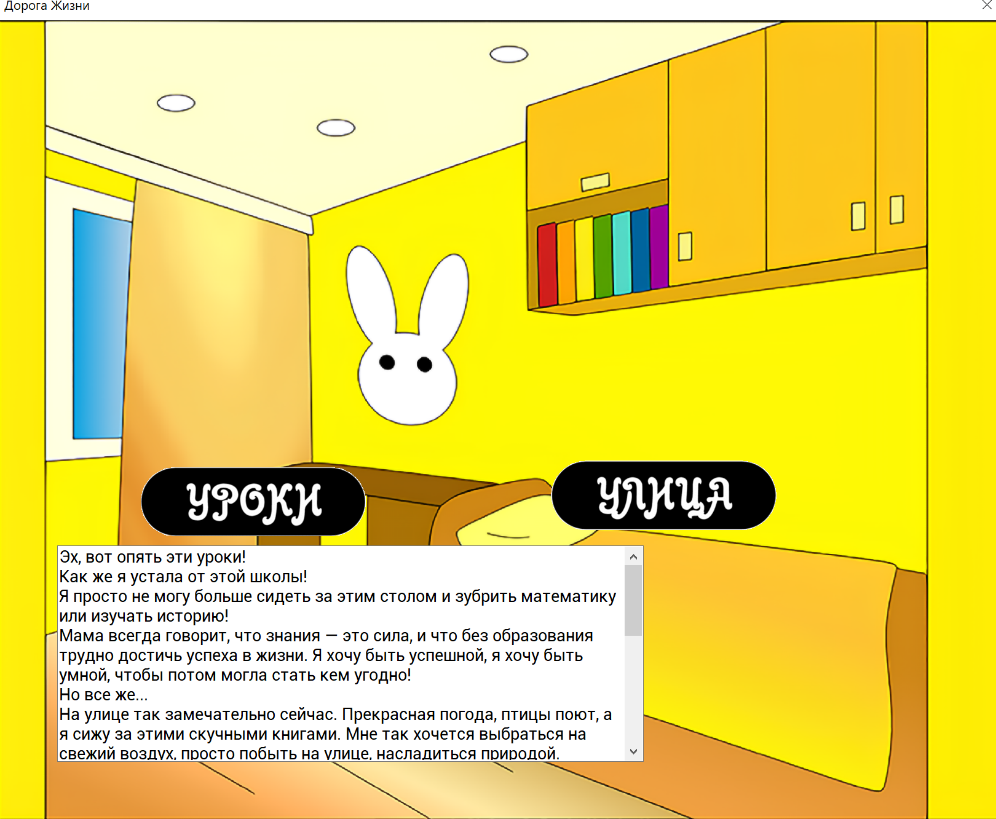 Дорога Жизни
УРОКИ
УЛИЦА
Эх, вот опять эти уроки!
Как же я устала от этой школы!
Я просто не могу больше сидеть за этим столом и зубрить математику
или изучать историю!
Мама всегда говорит, что знания — это сила, и что без образования
трудно достичь успеха в жизни. Я хочу быть успешной, я хочу быть
умной, чтобы потом могла стать кем угодно!
Но все же...
На улице так замечательно сейчас. Прекрасная погода, птицы поют, а
я сижу за этими скучными книгами. Мне так хочется выбраться на
свежий воздух, просто побыть на улице, насладиться природой.